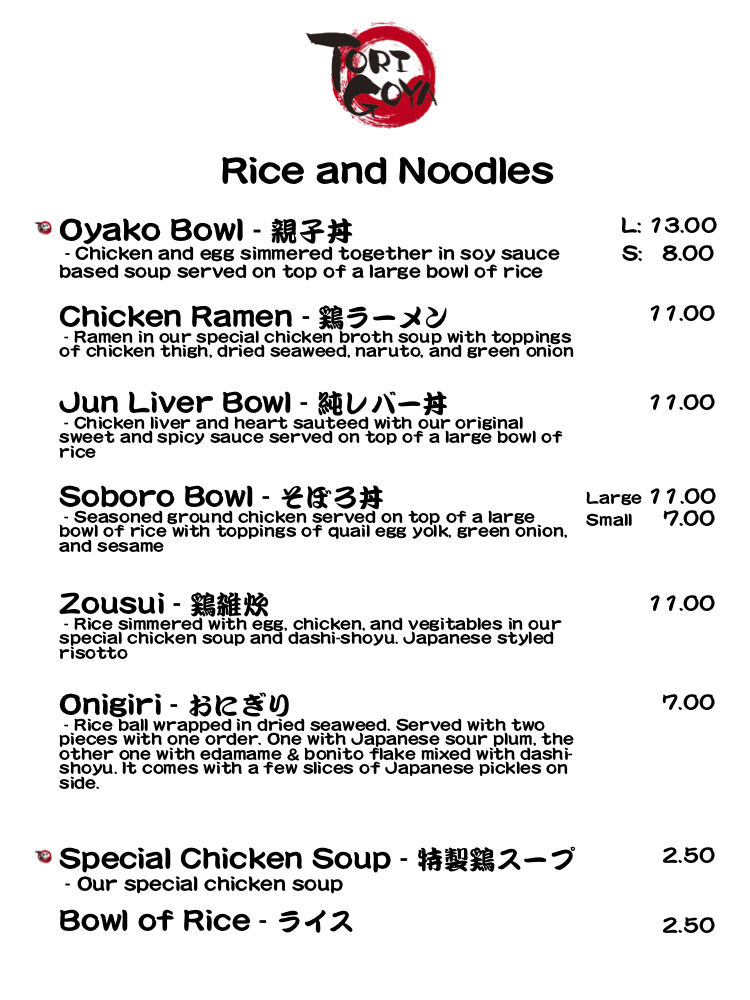 TORI
GOYA
Rice and Noodles
Oyako Bowl - 親子丼 L: 13.00
- Chicken and egg simmered together in soy sauce S: 8.00
based soup served on top of a large bowl of rice
Chicken Ramen - 鶏ラーメン 11.00
- Ramen in our special chicken broth soup with toppings
of chicken thigh, dried seaweed, naruto, and green onion
Jun Liver Bowl - 純レバー丼 11.00
- Chicken liver and heart sauteed with our original
sweet and spicy sauce served on top of a large bowl of
rice
Soboro Bowl - そぼろ丼 Large 11.00
- Seasoned ground chicken served on top of a large Small 7.00
bowl of rice with toppings of quail egg yolk, green onion,
and sesame
Zousui - 鶏雑炊 11.00
- Rice simmered with egg, chicken, and vegitables in our
special chicken soup and dashi-shoyu. Japanese styled
risotto
Onigiri - おにぎり 7.00
- Rice ball wrapped in dried seaweed. Served with two
pieces with one order. One with Japanese sour plum, the
other one with edamame & bonito flake mixed with dashi-
shoyu. It comes with a few slices of Japanese pickles on
side.
Special Chicken Soup - 特製鶏スープ 2.50
- Our special chicken soup
Bowl of Rice - ライス 2.50